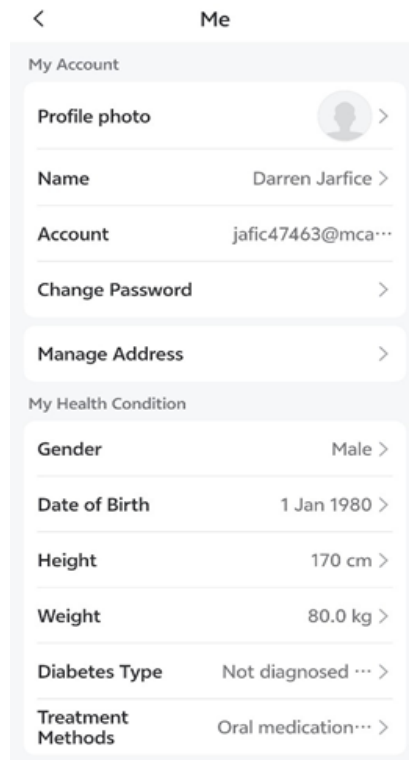 Me
My Account
Profile photo
Name Darren Jarfice
Account jafic47463@mca···
Change Password
Manage Address
My Health Condition
Gender Male
Date of Birth 1 Jan 1980
Height 170 cm
Weight 80.0 kg
Diabetes Type Not diagnosed ···
Treatment
Methods Oral medication···